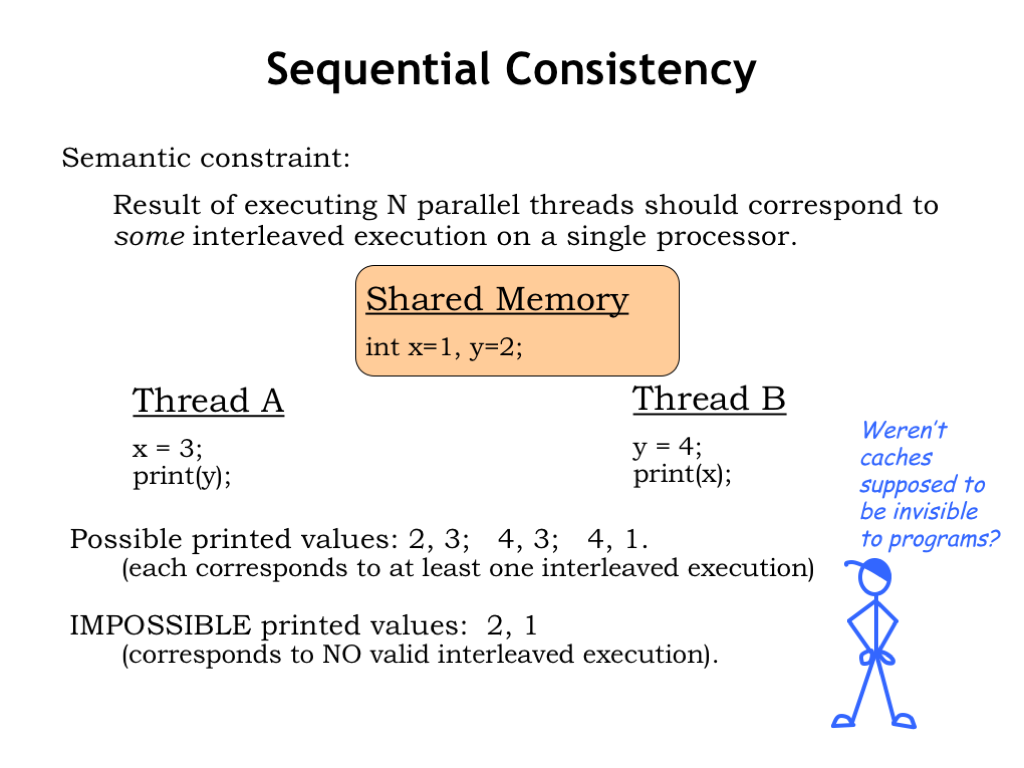 Sequential Consistency
Semantic constraint:
Result of executing N parallel threads should correspond to
some interleaved execution on a single processor.
Shared Memory
int x=1, y=2;
Thread A
x = 3;
print(y);
Thread B
y = 4;
print(x);
Weren't
caches
supposed to
be invisible
to programs?
Possible printed values: 2, 3;   4, 3;   4, 1.
(each corresponds to at least one interleaved execution)
IMPOSSIBLE printed values:  2, 1
(corresponds to NO valid interleaved execution).